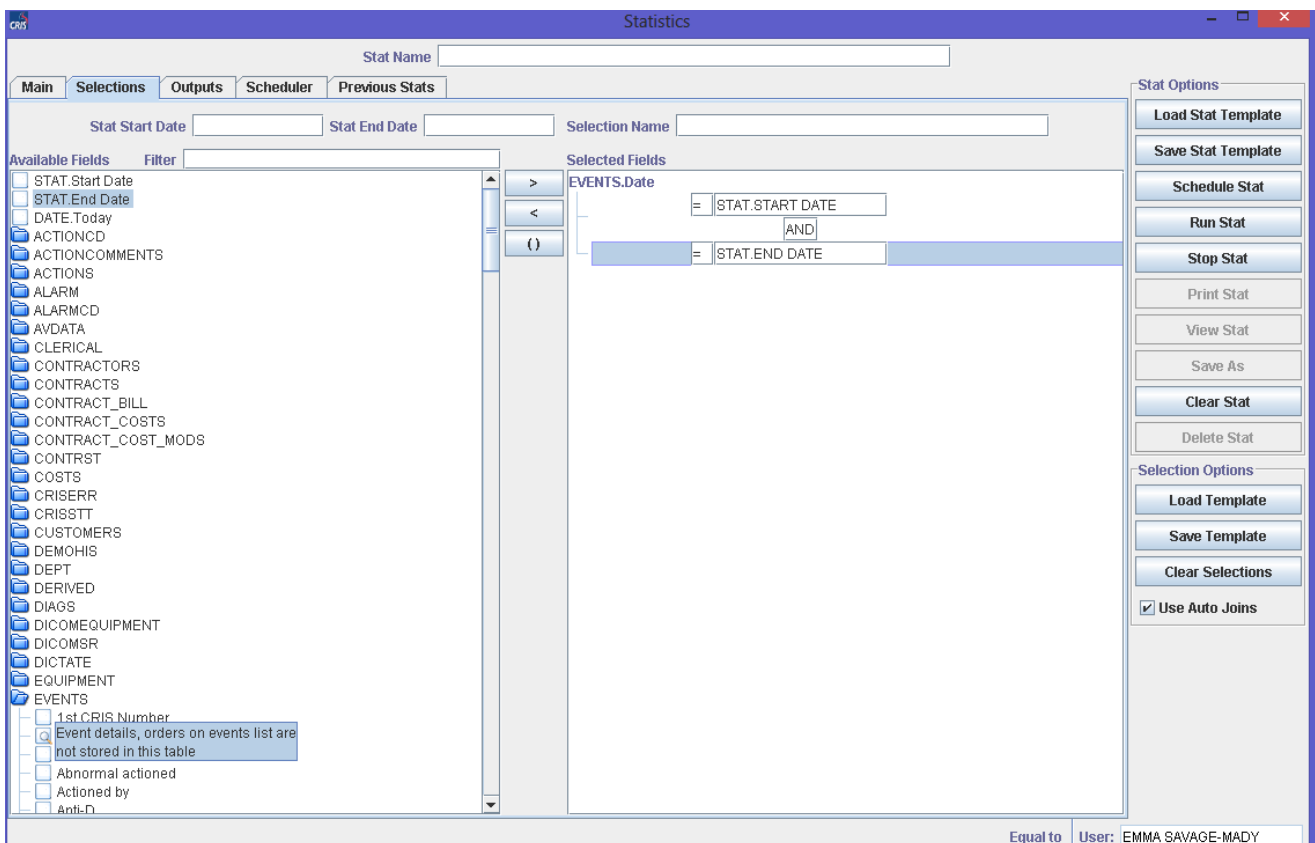 CRIS
Statistics
Stat Name
Main Selections Outputs Scheduler Previous Stats
Stat Start Date Stat End Date Selection Name
Available Fields Filter
Selected Fields
STAT.Start Date
STAT.End Date
DATE.Today
ACTIONCD
ACTIONCOMMENTS
ACTIONS
ALARM
ALARMCD
AVDATA
CLERICAL
CONTRACTORS
CONTRACTS
CONTRACT_BILL
CONTRACT_COSTS
CONTRACT_COST_MODS
CONTRST
COSTS
CRISERR
CRISSTT
CUSTOMERS
DEMOHIS
DEPT
DERIVED
DIAGS
DICOMEQUIPMENT
DICOMSR
DICTATE
EQUIPMENT
EVENTS
1st CRIS Number
Event details, orders on events list are
not stored in this table
Abnormal actioned
Actioned by
Anti-D
>
<
( )
EVENTS.Date
= STAT.START DATE
AND
= STAT.END DATE
Stat Options
Load Stat Template
Save Stat Template
Schedule Stat
Run Stat
Stop Stat
Print Stat
View Stat
Save As
Clear Stat
Delete Stat
Selection Options
Load Template
Save Template
Clear Selections
Use Auto Joins
Equal to User: EMMA SAVAGE-MADY